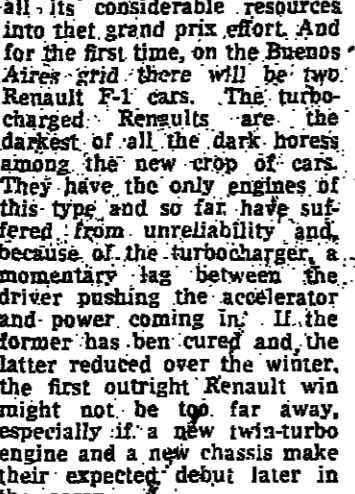 all its considerable resources
into thet grand prix effort. And
for the first time, on the Buenos
Aires grid there will be two
Renault F-1 cars. The turbo-
charged Renaults are the
darkest of all the dark horess
among the new crop of cars.
They have the only engines of
this type and so far have suf-
fered from unreliability and,
because of the turbocharger, a
momentary lag between the
driver pushing the accelerator
and power coming in. If the
former has ben cured and the
latter reduced over the winter,
the first outright Renault win
might not be too far away,
especially if a new twin-turbo
engine and a new chassis make
their expected debut later in